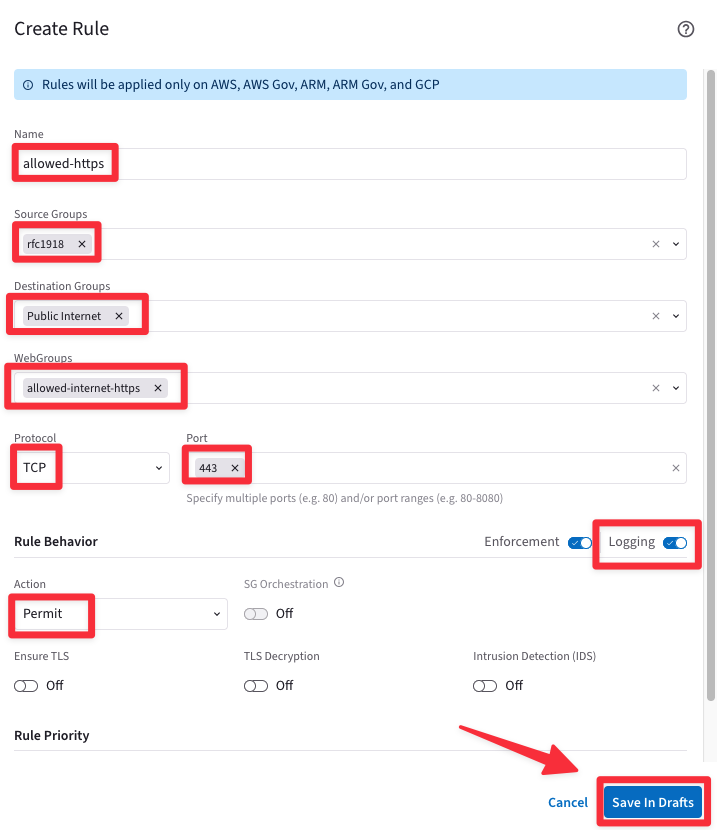 Create Rule
Rules will be applied only on AWS, AWS Gov, ARM, ARM Gov, and GCP
Name
allowed-https
Source Groups
rfc1918
Destination Groups
Public Internet
WebGroups
allowed-internet-https
Protocol Port
TCP 443
Specify multiple ports (e.g. 80) and/or port ranges (e.g. 80-8080)
Rule Behavior Enforcement Logging
Action SG Orchestration
Permit Off
Ensure TLS TLS Decryption Intrusion Detection (IDS)
Off Off Off
Rule Priority
Cancel Save In Drafts